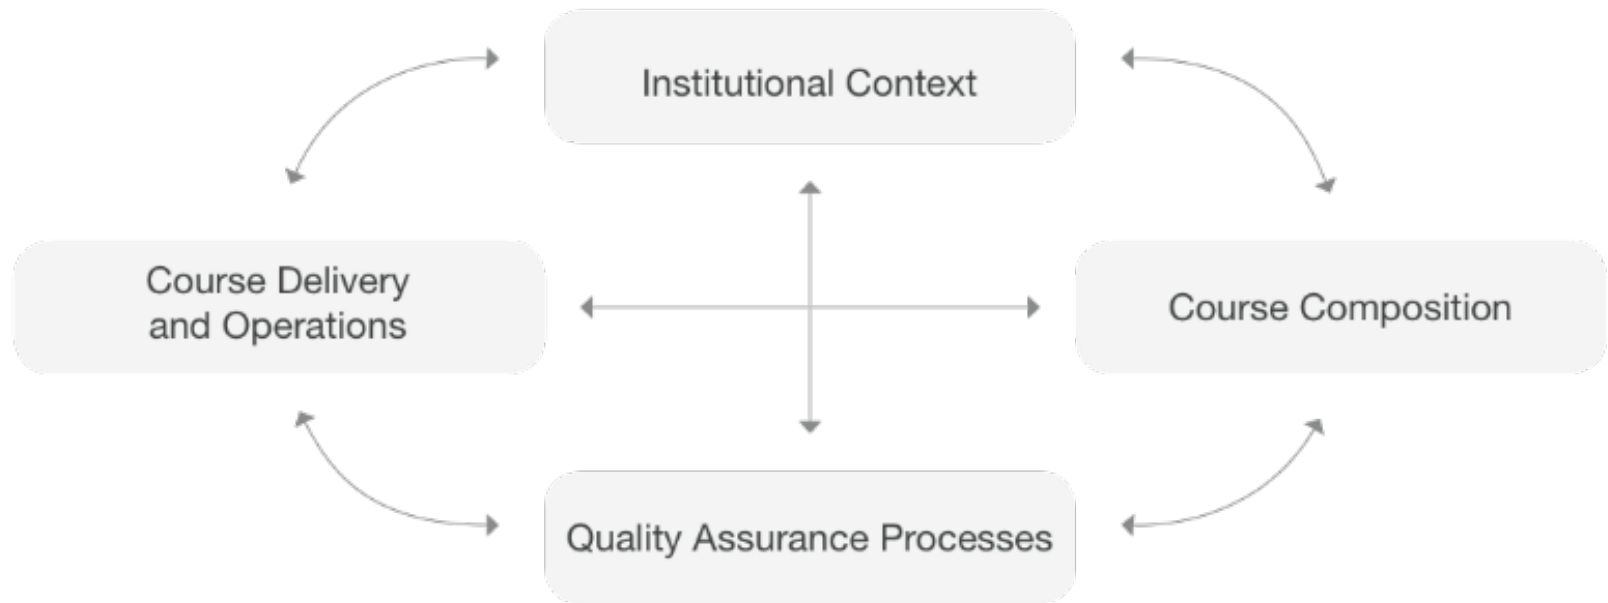 Institutional Context
Course Delivery
and Operations
Course Composition
Quality Assurance Processes